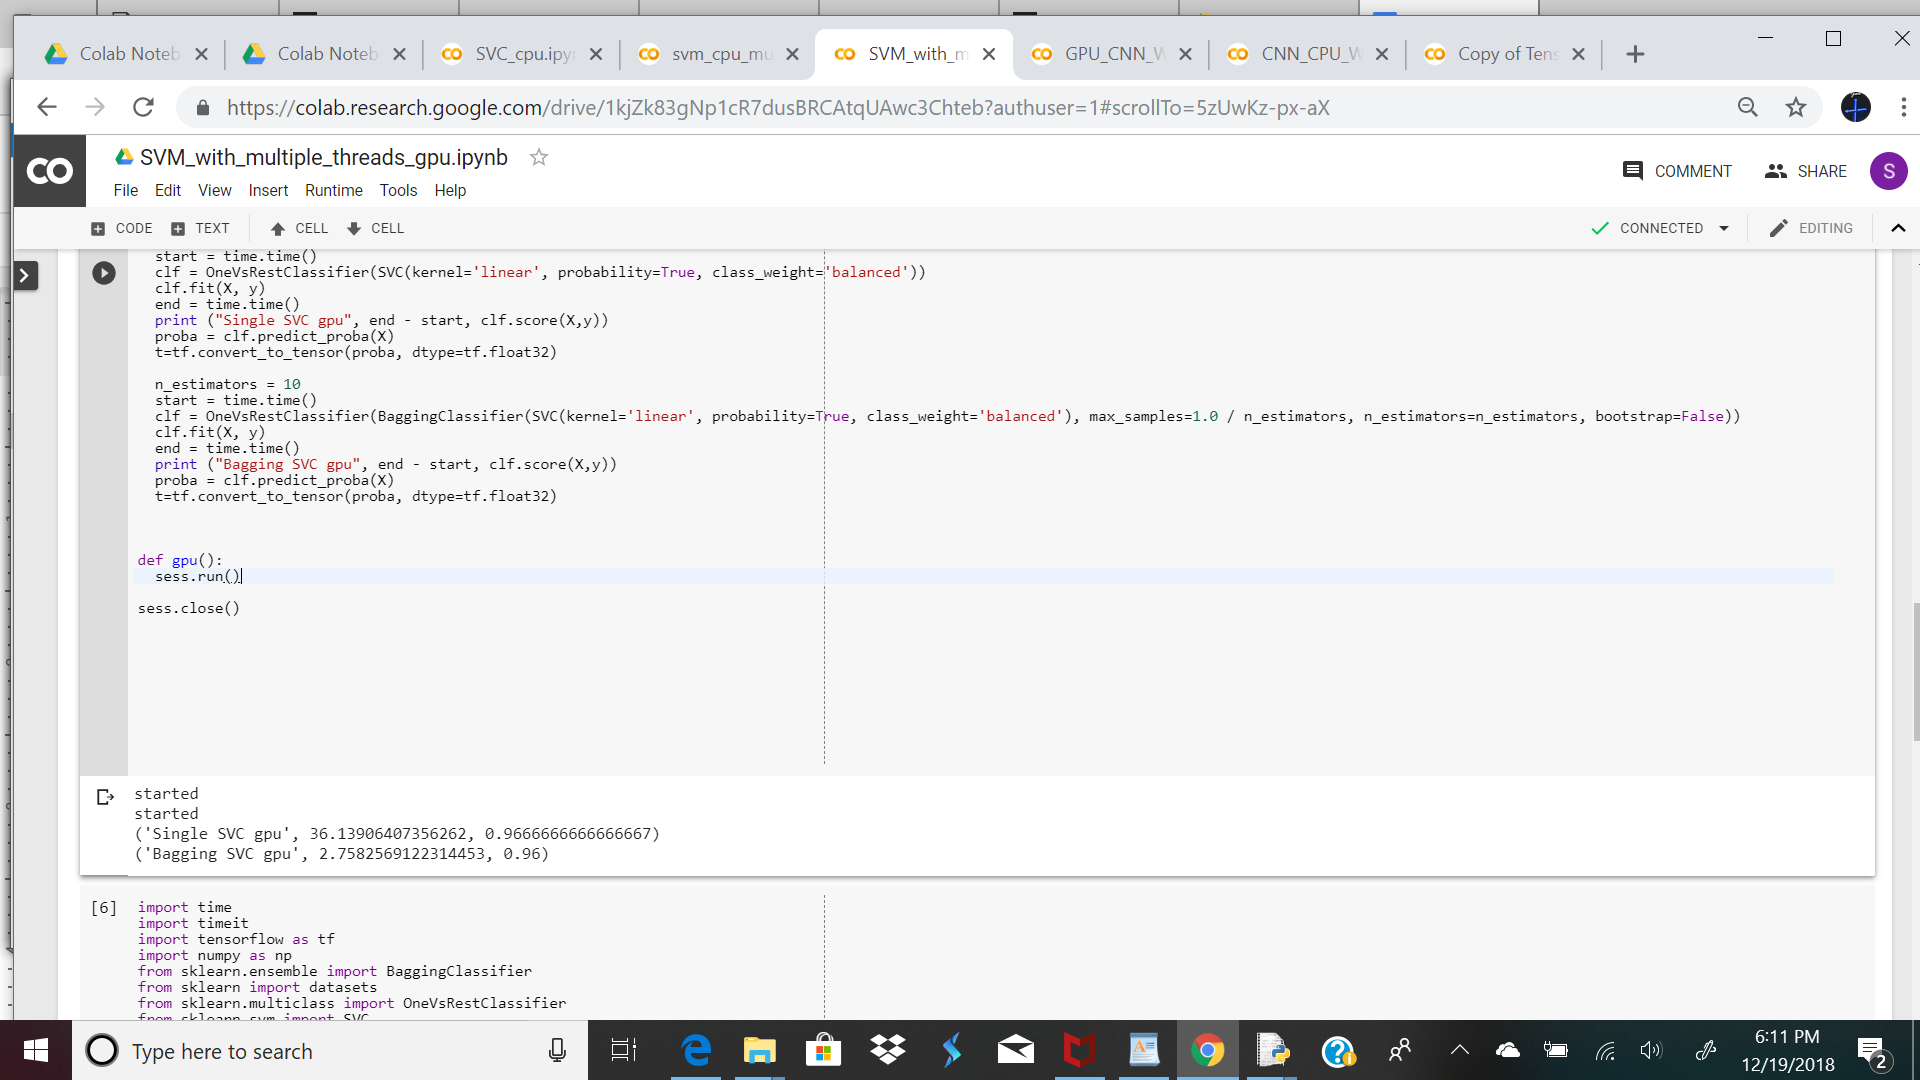 Colab Noteb
Colab Noteb
SVC_cpu.ipy
svm_cpu_mu
SVM_with_m
GPU_CNN_W
CNN_CPU_W
Copy of Tens
https://colab.research.google.com/drive/1kjZk83gNp1cR7dusBRCAtqUAwc3Chteb?authuser=1#scrollTo=5zUwKz-px-aX
CO
SVM_with_multiple_threads_gpu.ipynb
COMMENT
SHARE
S
File Edit View Insert Runtime Tools Help
CODE TEXT CELL CELL
CONNECTED
EDITING
start = time.time()
clf = OneVsRestClassifier(SVC(kernel='linear', probability=True, class_weight='balanced'))
clf.fit(X, y)
end = time.time()
print ("Single SVC gpu", end - start, clf.score(X,y))
proba = clf.predict_proba(X)
t=tf.convert_to_tensor(proba, dtype=tf.float32)
n_estimators = 10
start = time.time()
clf = OneVsRestClassifier(BaggingClassifier(SVC(kernel='linear', probability=True, class_weight='balanced'), max_samples=1.0 / n_estimators, n_estimators=n_estimators, bootstrap=False))
clf.fit(X, y)
end = time.time()
print ("Bagging SVC gpu", end - start, clf.score(X,y))
proba = clf.predict_proba(X)
t=tf.convert_to_tensor(proba, dtype=tf.float32)
def gpu():
sess.run()
sess.close()
started
started
('Single SVC gpu', 36.13906407356262, 0.9666666666666667)
('Bagging SVC gpu', 2.7582569122314453, 0.96)
[6]
import time
import timeit
import tensorflow as tf
import numpy as np
from sklearn.ensemble import BaggingClassifier
from sklearn import datasets
from sklearn.multiclass import OneVsRestClassifier
from sklearn.svm import SVC
Type here to search
6:11 PM
12/19/2018
2